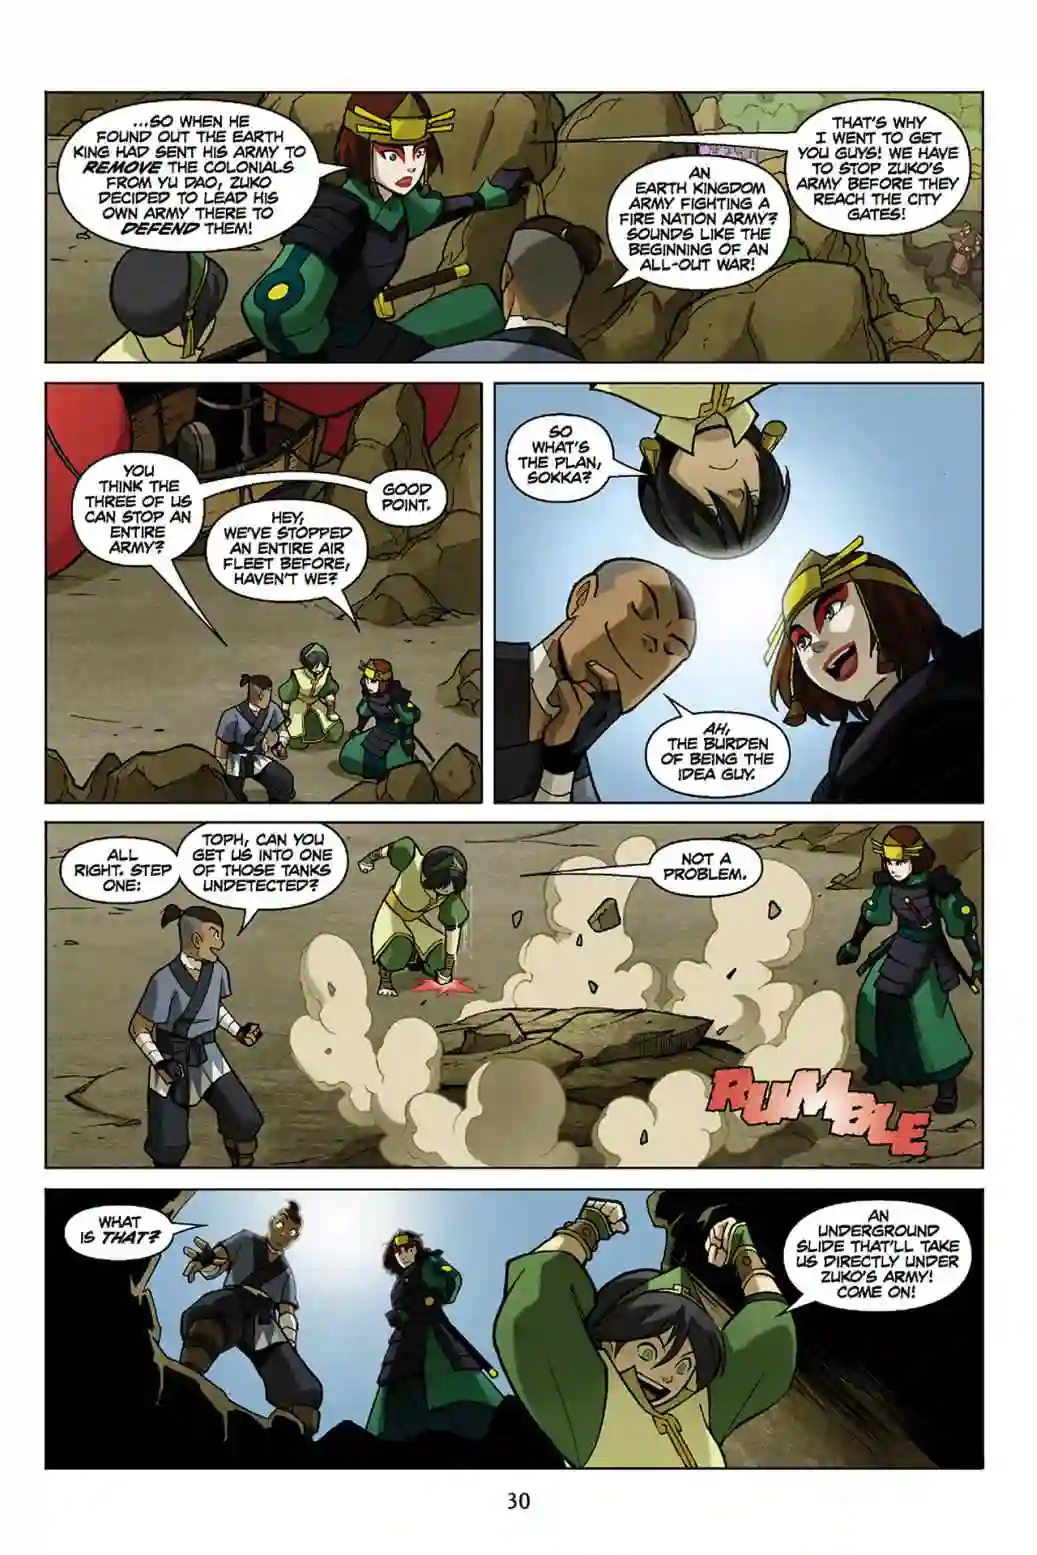 ...SO WHEN HE
FOUND OUT THE EARTH
KING HAD SENT HIS ARMY TO
REMOVE THE COLONIALS
FROM YU DAO, ZUKO
DECIDED TO LEAD HIS
OWN ARMY THERE TO
DEFEND THEM!
AN
EARTH KINGDOM
ARMY FIGHTING A
FIRE NATION ARMY?
SOUNDS LIKE THE
BEGINNING OF AN
ALL-OUT WAR!
THAT'S WHY
I WENT TO GET
YOU GUYS! WE HAVE
TO STOP ZUKO'S
ARMY BEFORE THEY
REACH THE CITY
GATES!
YOU
THINK THE
THREE OF US
CAN STOP AN
ENTIRE
ARMY?
HEY,
WE'VE STOPPED
AN ENTIRE AIR
FLEET BEFORE,
HAVEN'T WE?
GOOD
POINT.
SO
WHAT'S
THE PLAN,
SOKKA?
AH,
THE BURDEN
OF BEING THE
IDEA GUY.
ALL
RIGHT. STEP
ONE:
TOPH, CAN YOU
GET US INTO ONE
OF THOSE TANKS
UNDETECTED?
NOT A
PROBLEM.
RUMBLE
WHAT
IS THAT?
AN
UNDERGROUND
SLIDE THAT'LL TAKE
US DIRECTLY UNDER
ZUKO'S ARMY!
COME ON!
30